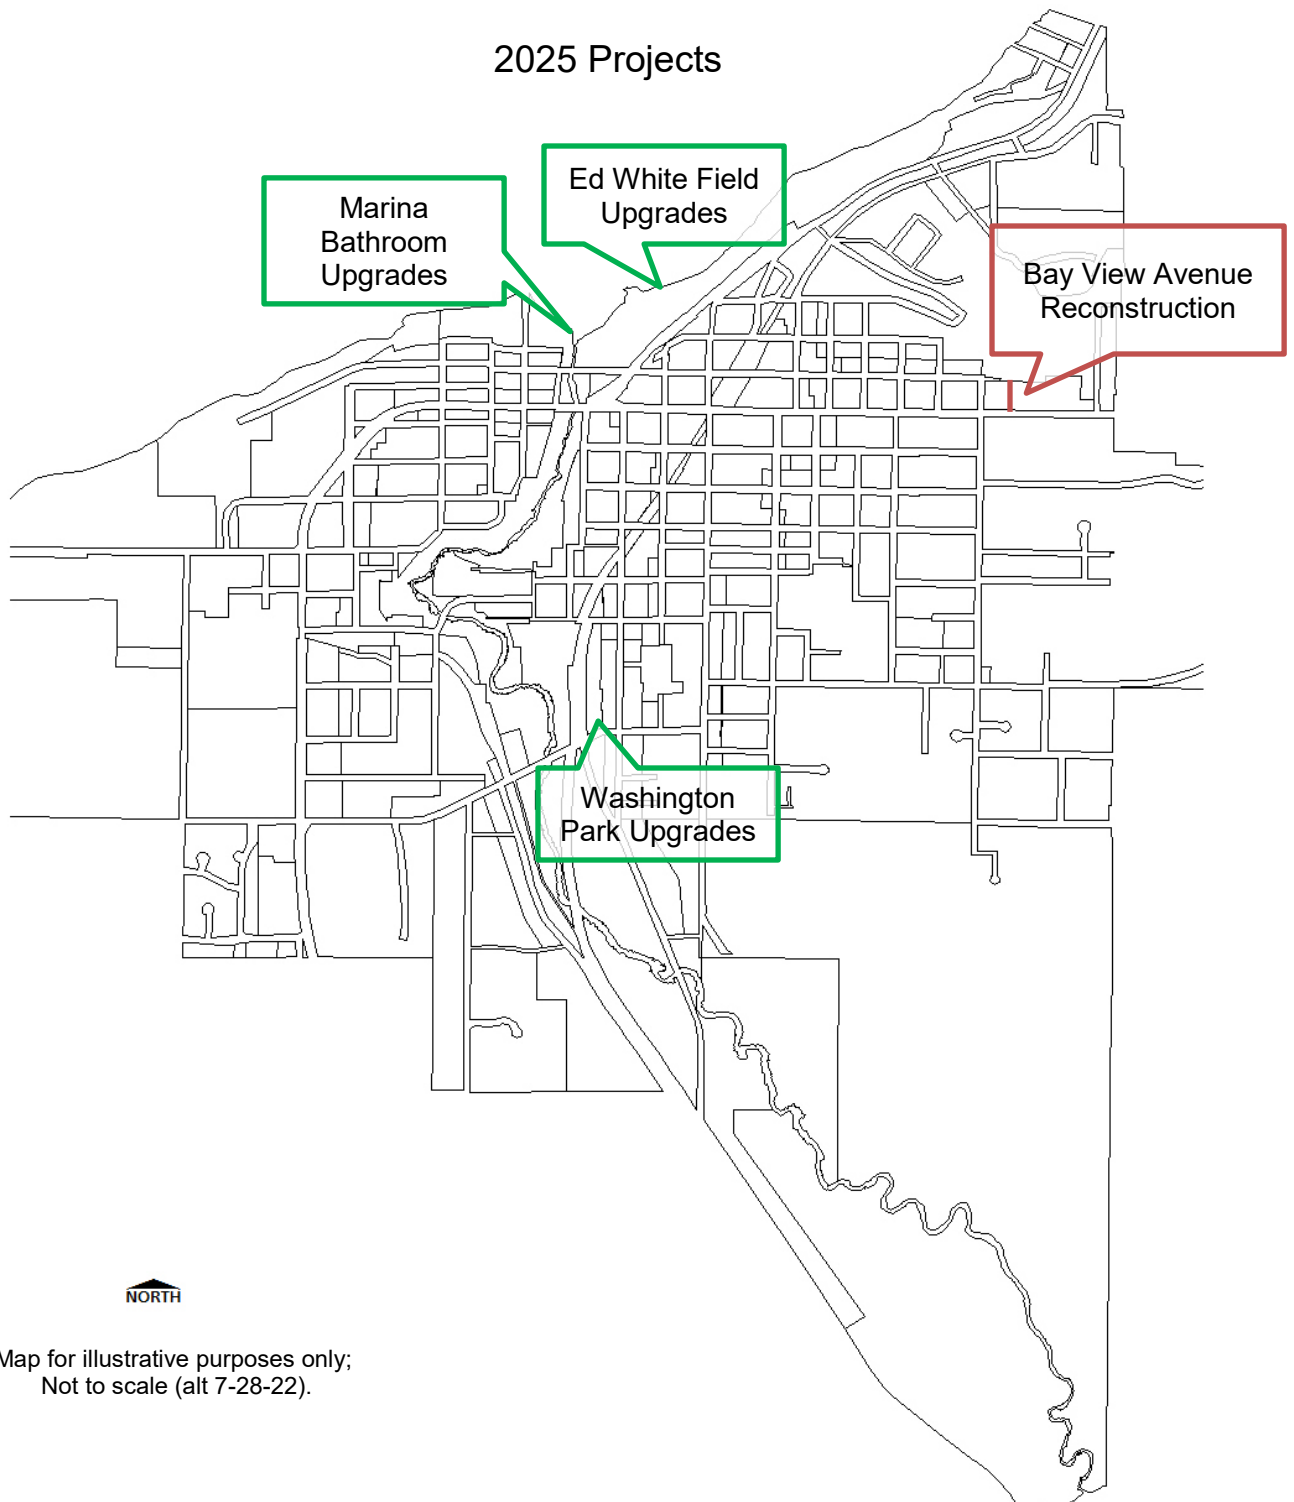 2025 Projects
Ed White Field
Upgrades
Marina
Bathroom
Upgrades
Bay View Avenue
Reconstruction
Washington
Park Upgrades
NORTH
Map for illustrative purposes only;
Not to scale (alt 7-28-22).